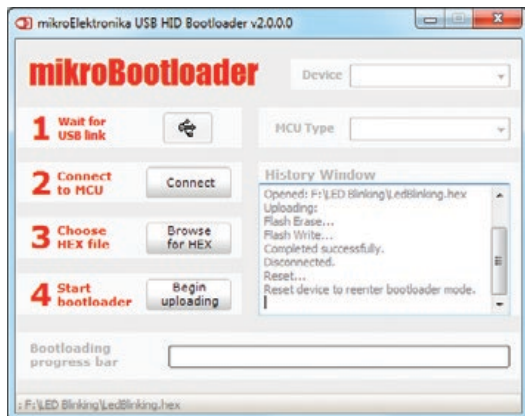 mikroElektronika USB HID Bootloader v2.0.0.0
mikroBootloader
Device
1 Wait for
USB link
MCU Type
2 Connect
to MCU
Connect
History Window
Opened: F:\LED Blinking\LedBlinking.hex
Uploading:
Flash Erase...
Flash Write...
Completed successfully.
Disconnected.
Reset...
Reset device to reenter bootloader mode.
3 Choose
HEX file
Browse
for HEX
4 Start
bootloader
Begin
uploading
Bootloading
progress bar
: F:\LED Blinking\LedBlinking.hex